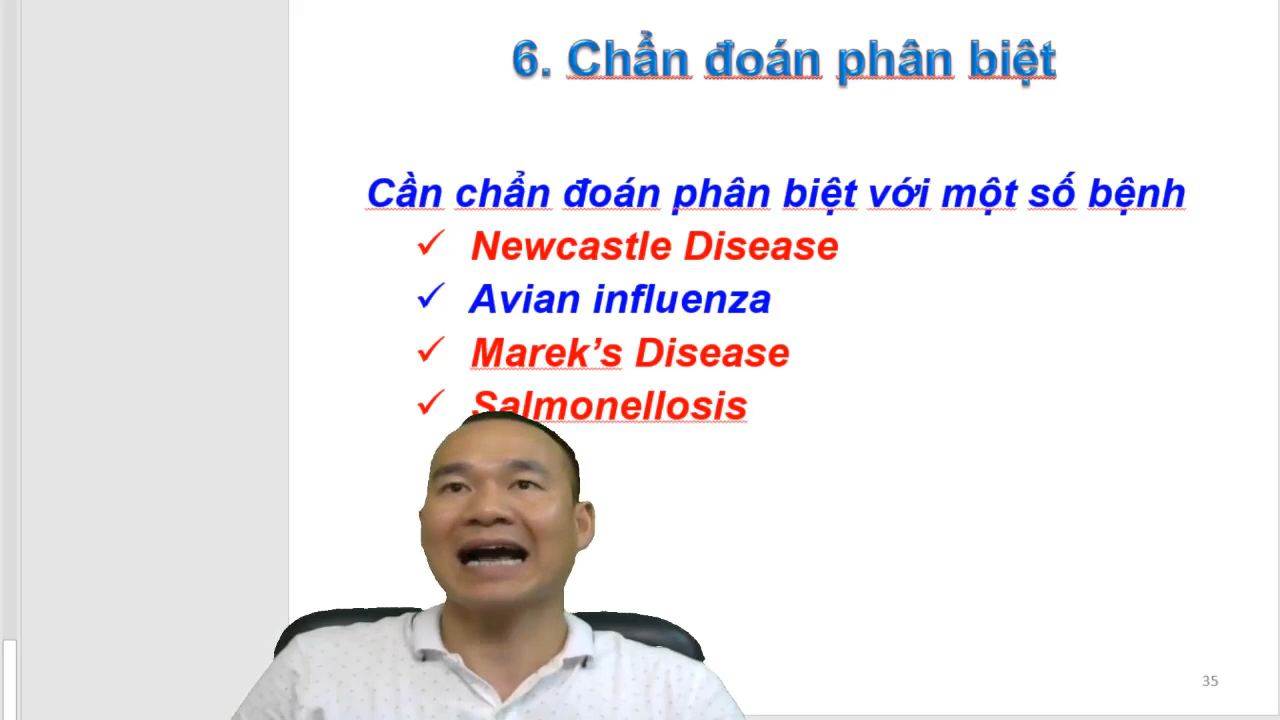 6. Chẩn đoán phân biệt
Cần chẩn đoán phân biệt với một số bệnh
✓ Newcastle Disease
✓ Avian influenza
✓ Marek’s Disease
✓ Salmonellosis
35